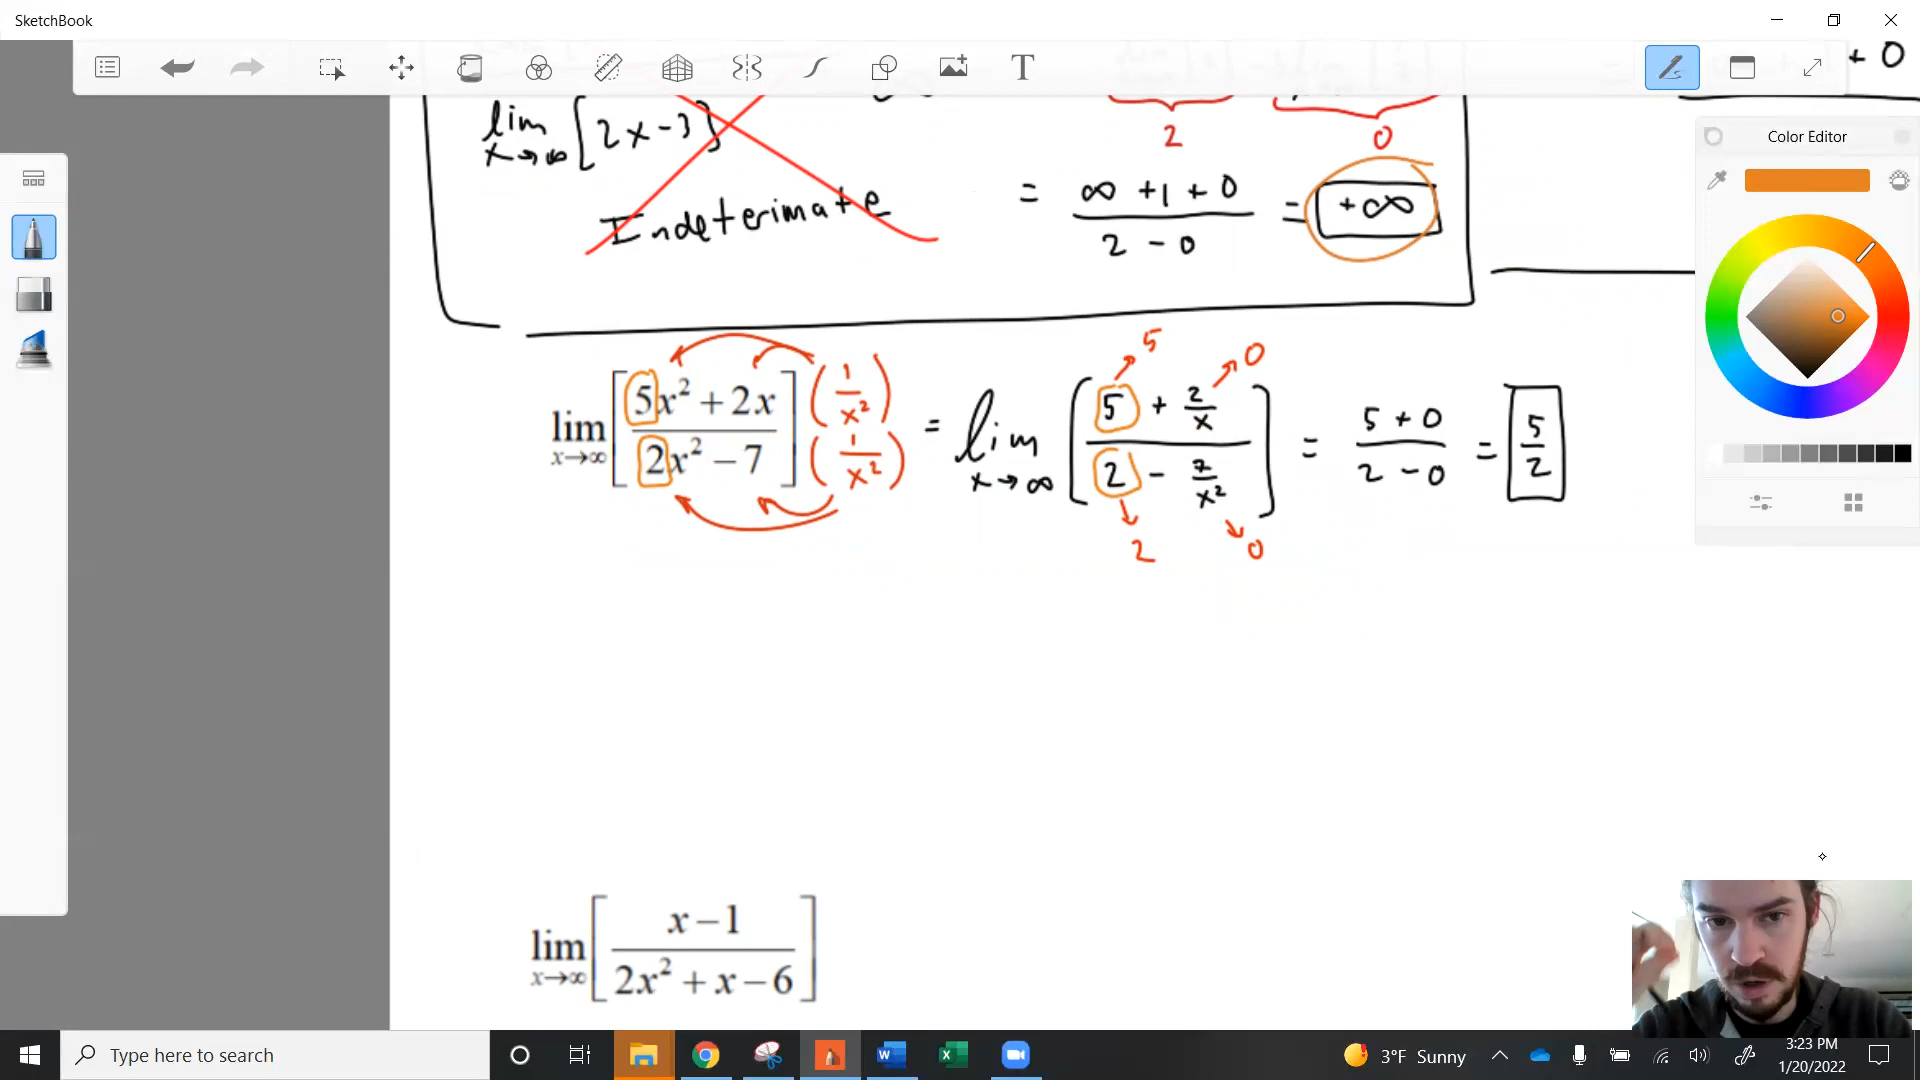 SketchBook
+ 0
Color Editor
lim x→∞ [2x-3]
Indeterimate
2
0
= ∞ + 1 + 0 / 2 - 0 = +∞
lim x→∞ [5x² + 2x / 2x² − 7] (1/x²) (1/x²) = lim x→∞ [5 + 2/x / 2 - 7/x²] = 5 + 0 / 2 - 0 = 5/2
5
0
2
0
lim x→∞ [x − 1 / 2x² + x − 6]
Type here to search
3°F Sunny
3:23 PM
1/20/2022